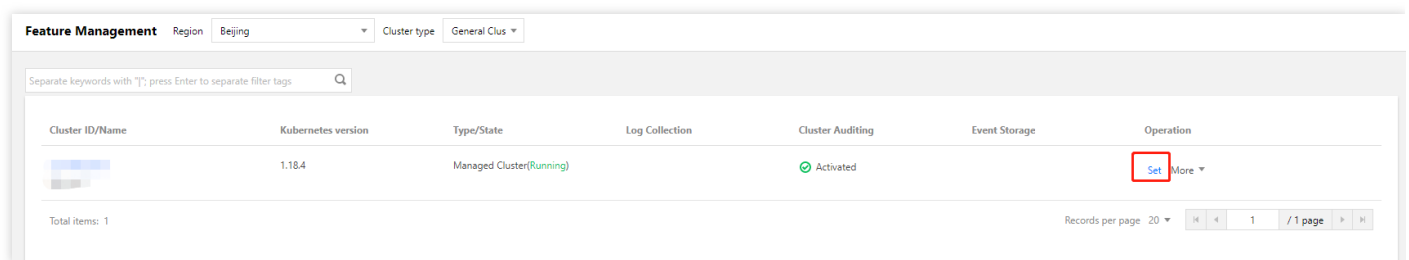 Feature Management Region Beijing Cluster type General Clus
Separate keywords with "|"; press Enter to separate filter tags
Cluster ID/Name Kubernetes version Type/State Log Collection Cluster Auditing Event Storage Operation
1.18.4 Managed Cluster(Running) Activated Set More
Total items: 1 Records per page 20 1 / 1 page